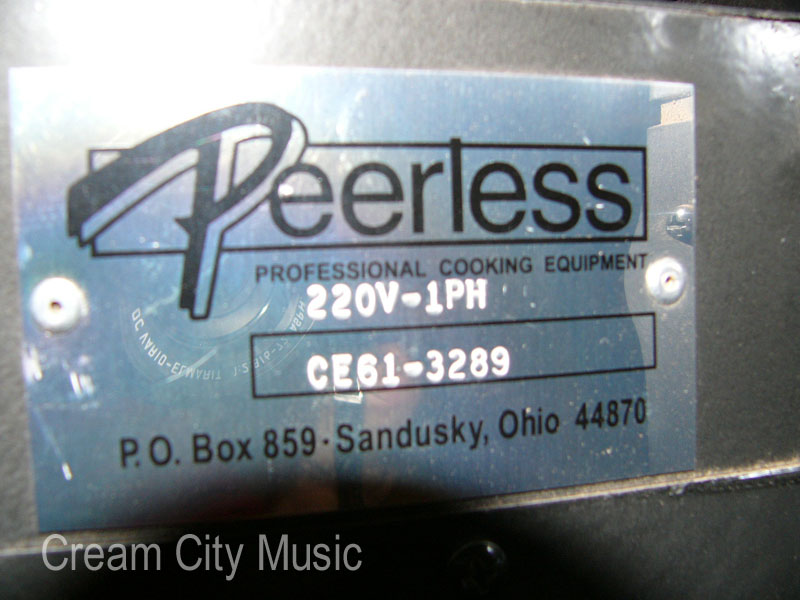 Peerless
PROFESSIONAL COOKING EQUIPMENT
220V-1PH
CE61-3289
P.O. Box 859 · Sandusky, Ohio 44870
Cream City Music